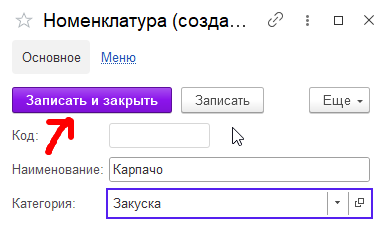 Номенклатура (созда...
Основное Меню
Записать и закрыть Записать Еще
Код:
Наименование: Карпачо
Категория: Закуска